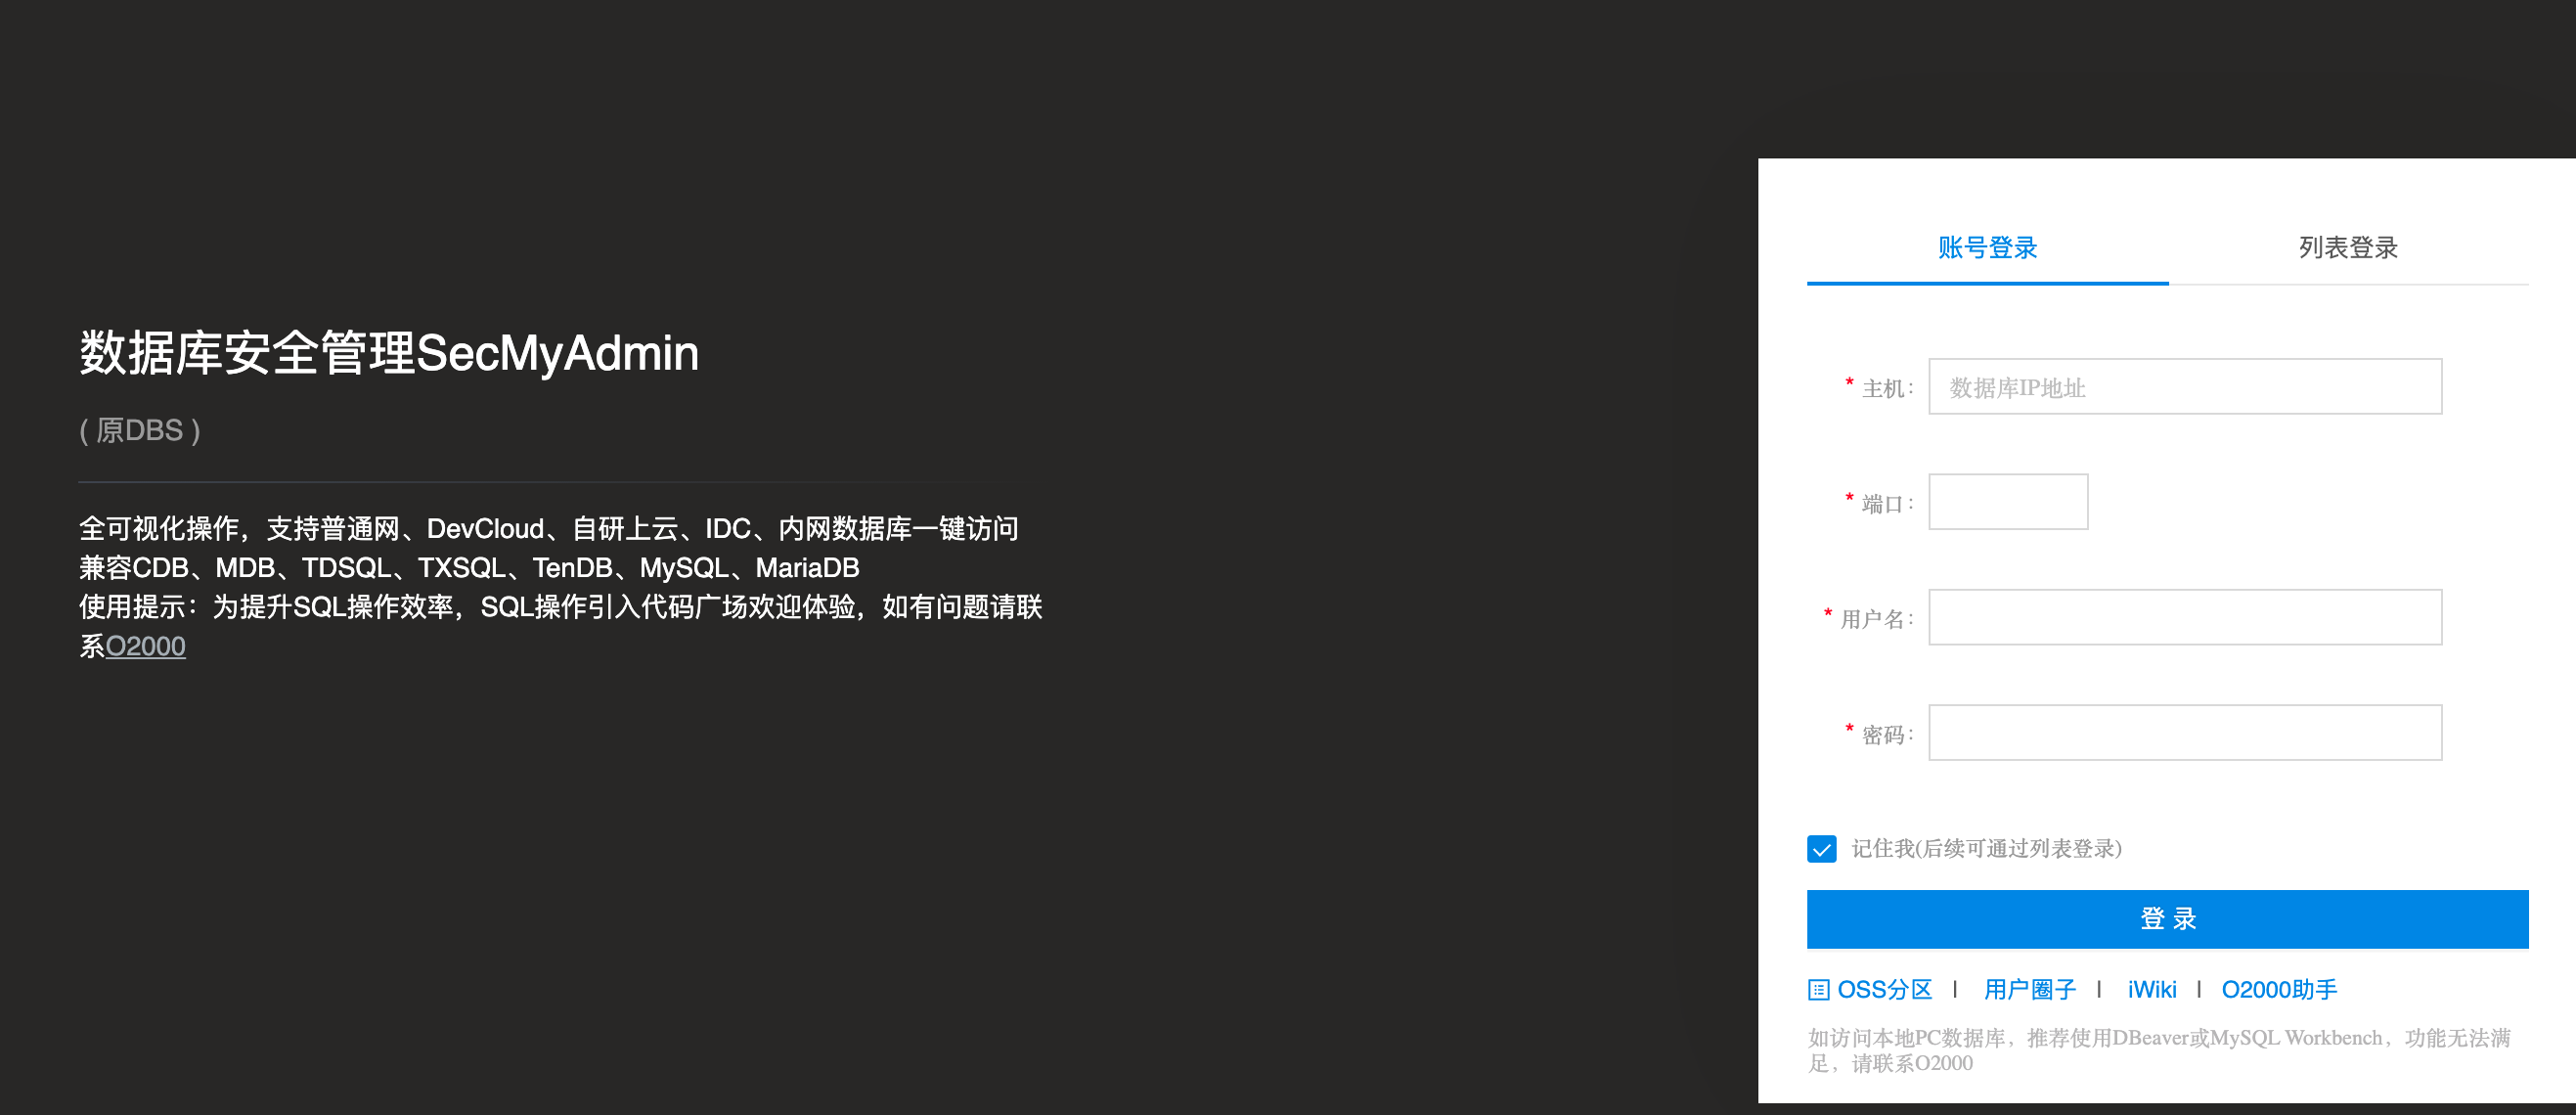 数据库安全管理SecMyAdmin
( 原DBS )
全可视化操作，支持普通网、DevCloud、自研上云、IDC、内网数据库一键访问
兼容CDB、MDB、TDSQL、TXSQL、TenDB、MySQL、MariaDB
使用提示：为提升SQL操作效率，SQL操作引入代码广场欢迎体验，如有问题请联
系O2000
账号登录 列表登录
* 主机： 数据库IP地址
* 端口：
* 用户名：
* 密码：
记住我(后续可通过列表登录)
登 录
OSS分区 | 用户圈子 | iWiki | O2000助手
如访问本地PC数据库，推荐使用DBeaver或MySQL Workbench，功能无法满
足，请联系O2000